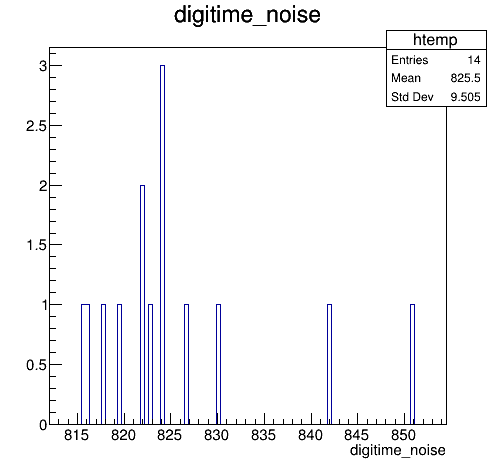 digitime_noise
htemp
Entries 14
Mean 825.5
Std Dev 9.505
3
2.5
2
1.5
1
0.5
0
815 820 825 830 835 840 845 850
digitime_noise